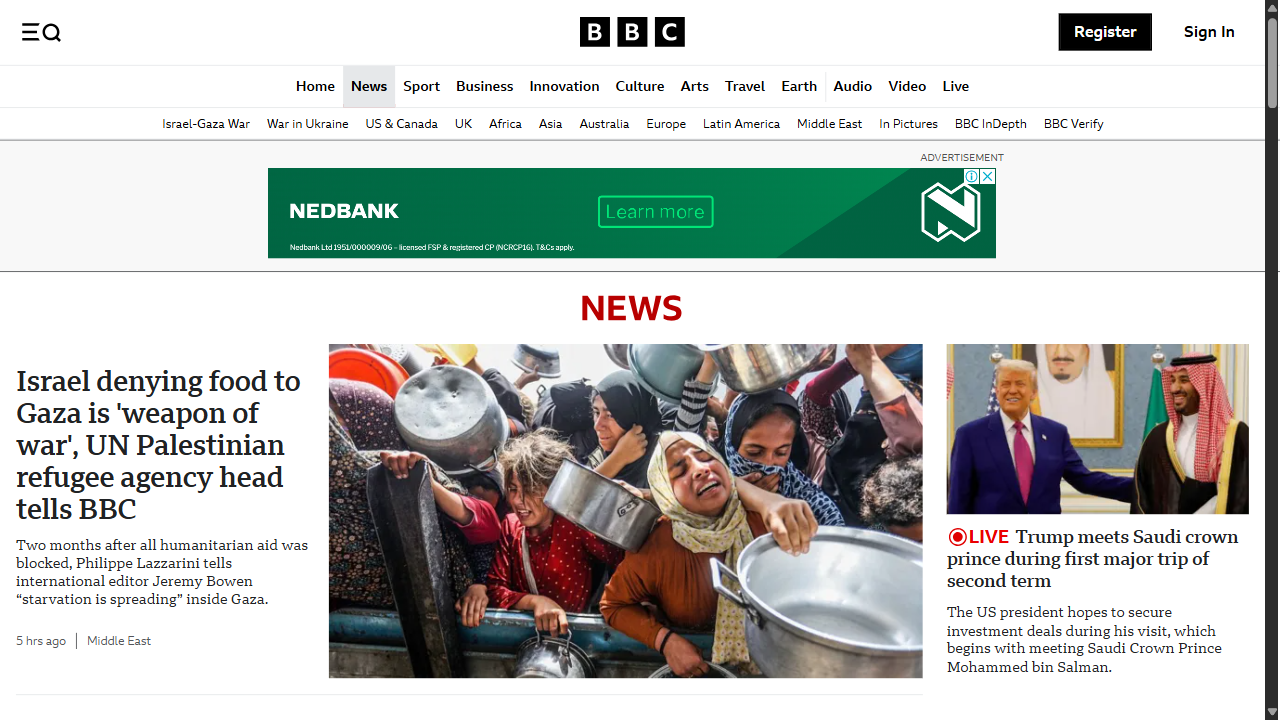 BBC
Register
Sign In
Home News Sport Business Innovation Culture Arts Travel Earth Audio Video Live
Israel-Gaza War War in Ukraine US & Canada UK Africa Asia Australia Europe Latin America Middle East In Pictures BBC InDepth BBC Verify
ADVERTISEMENT
NEDBANK
Learn more
Nedbank Ltd 1951/000009/06 – licensed FSP & registered CP (NCRCP16). T&Cs apply.
NEWS
Israel denying food to
Gaza is 'weapon of
war', UN Palestinian
refugee agency head
tells BBC
Two months after all humanitarian aid was
blocked, Philippe Lazzarini tells
international editor Jeremy Bowen
“starvation is spreading” inside Gaza.
5 hrs ago | Middle East
LIVE Trump meets Saudi crown
prince during first major trip of
second term
The US president hopes to secure
investment deals during his visit, which
begins with meeting Saudi Crown Prince
Mohammed bin Salman.